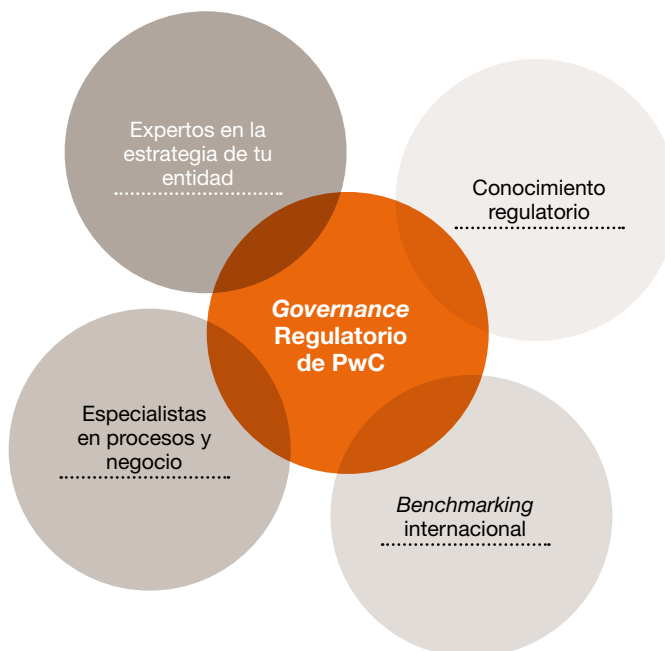 Expertos en la
estrategia de tu
entidad
Conocimiento
regulatorio
Governance
Regulatorio
de PwC
Especialistas
en procesos y
negocio
Benchmarking
internacional